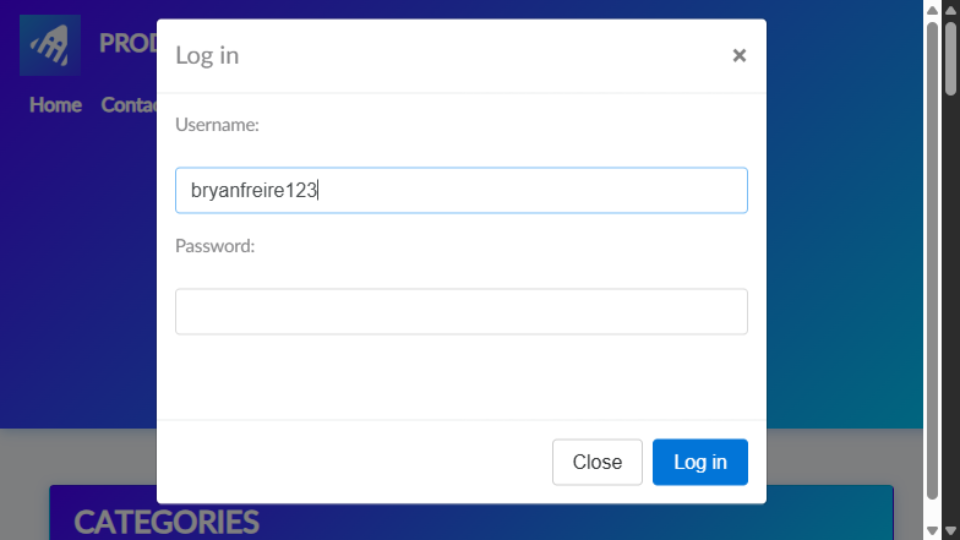 PROD
Log in
×
Home Contac
Username:
bryanfreire123
Password:
Close Log in
CATEGORIES